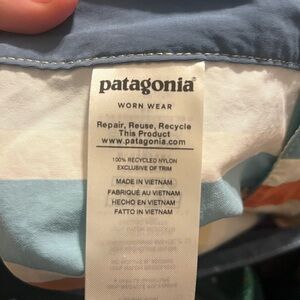 patagonia®
WORN WEAR
Repair, Reuse, Recycle
This Product
www.patagonia.com
100% RECYCLED NYLON
EXCLUSIVE OF TRIM
MADE IN VIETNAM
FABRIQUÉ AU VIETNAM
HECHO EN VIETNAM
FATTO IN VIETNAM